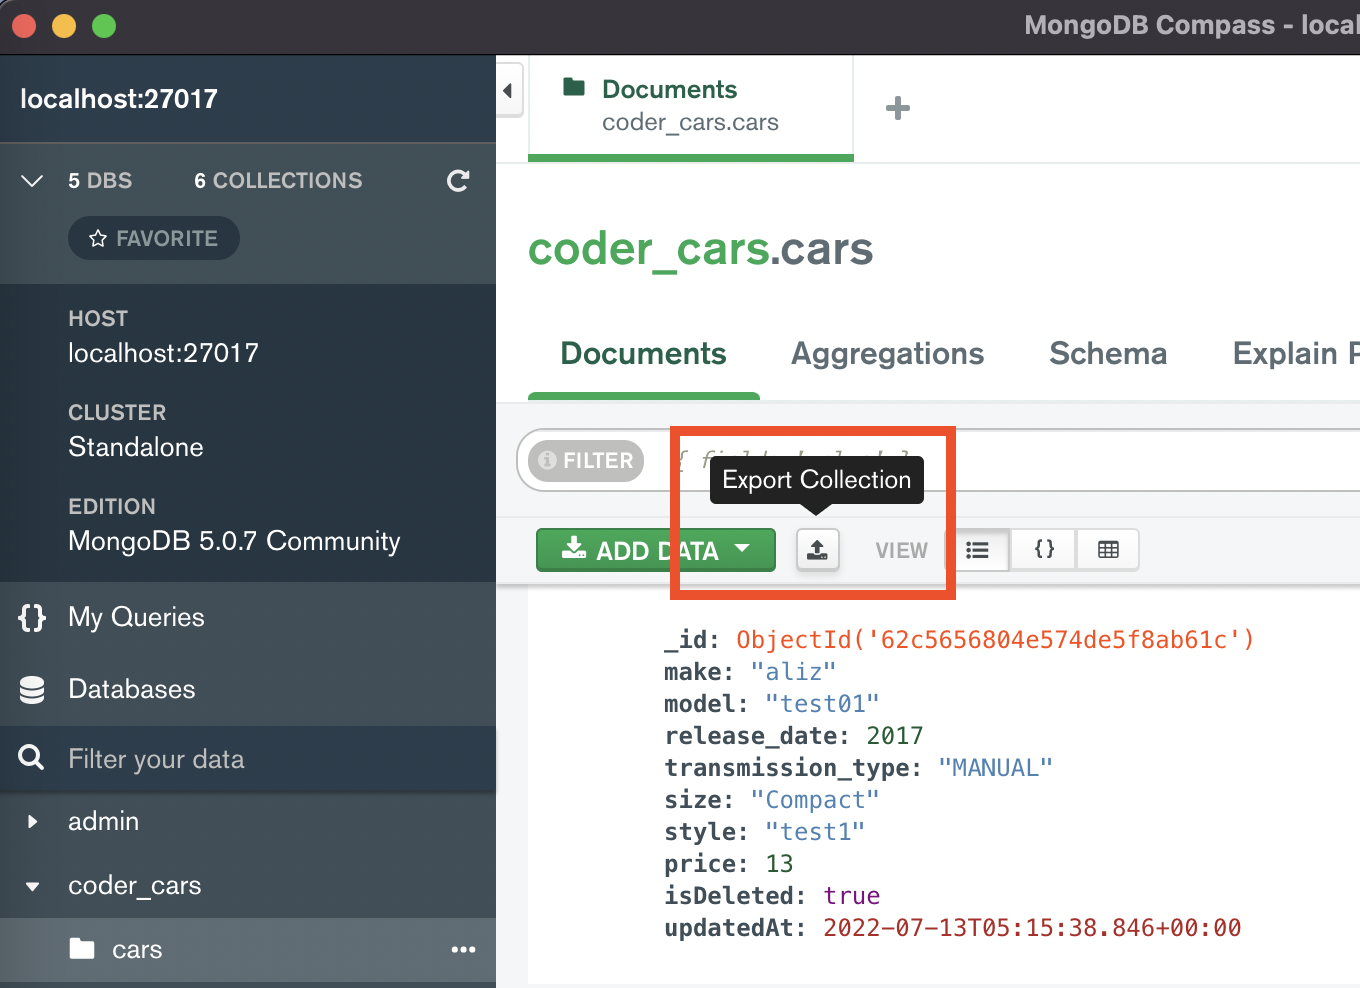 MongoDB Compass - local
localhost:27017
Documents
coder_cars.cars
5 DBS
6 COLLECTIONS
FAVORITE
coder_cars.cars
HOST
localhost:27017
CLUSTER
Standalone
EDITION
MongoDB 5.0.7 Community
Documents
Aggregations
Schema
Explain P
FILTER
Export Collection
ADD DATA
VIEW
{}
My Queries
Databases
Filter your data
admin
coder_cars
cars
_id: ObjectId('62c5656804e574de5f8ab61c')
make: "aliz"
model: "test01"
release_date: 2017
transmission_type: "MANUAL"
size: "Compact"
style: "test1"
price: 13
isDeleted: true
updatedAt: 2022-07-13T05:15:38.846+00:00